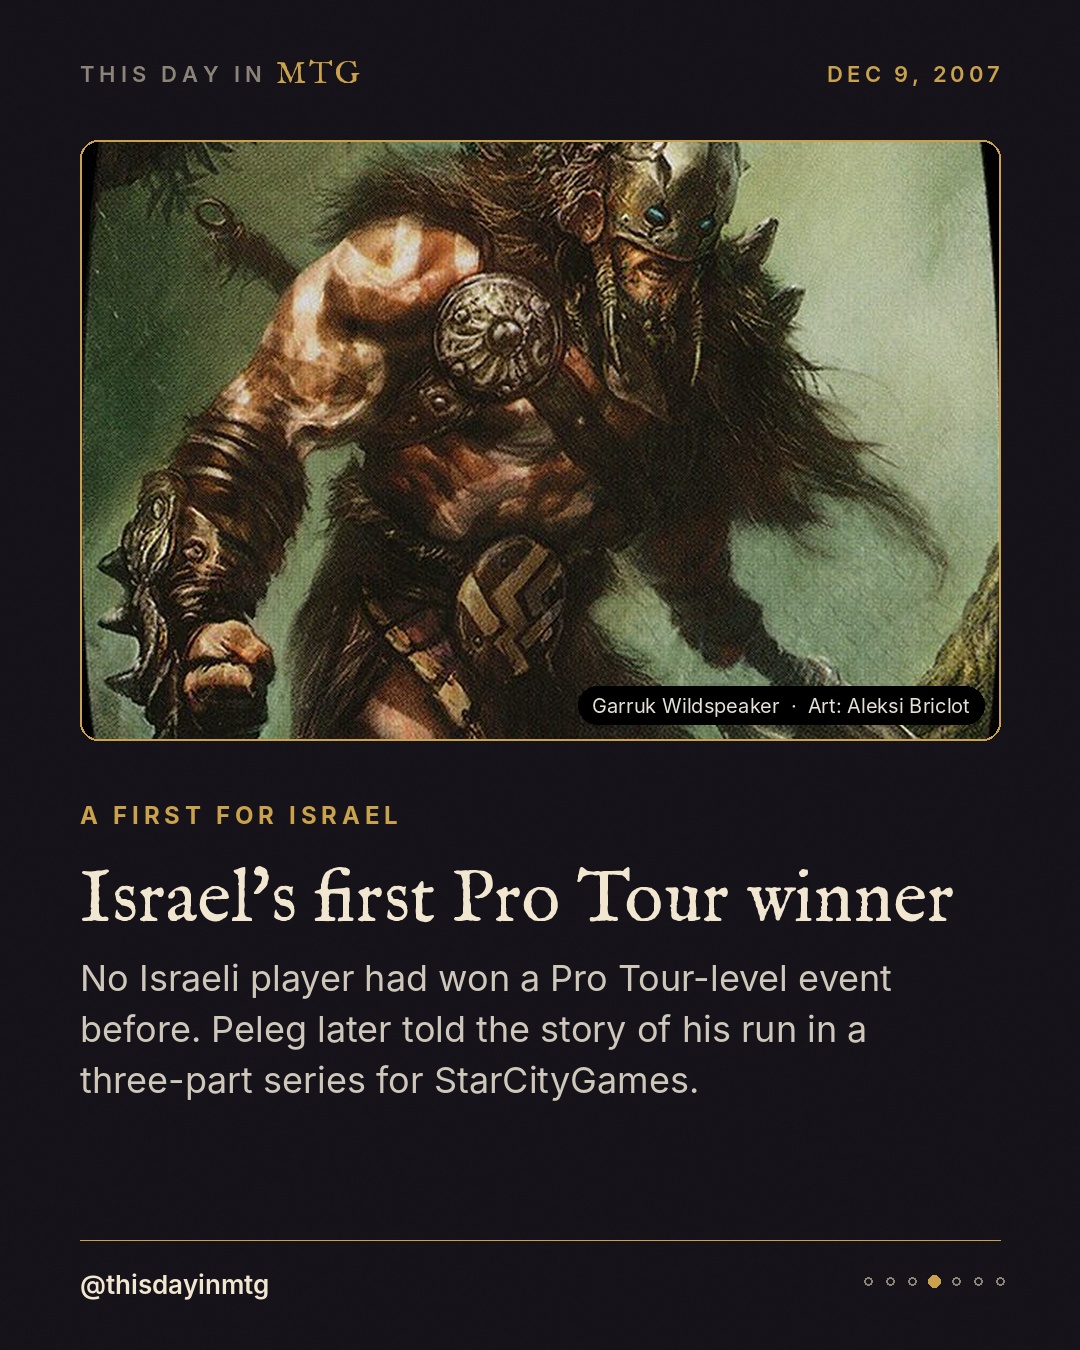 THIS DAY IN MTG
DEC 9, 2007
Garruk Wildspeaker · Art: Aleksi Briclot
A FIRST FOR ISRAEL
Israel’s first Pro Tour winner
No Israeli player had won a Pro Tour-level event
before. Peleg later told the story of his run in a
three-part series for StarCityGames.
@thisdayinmtg